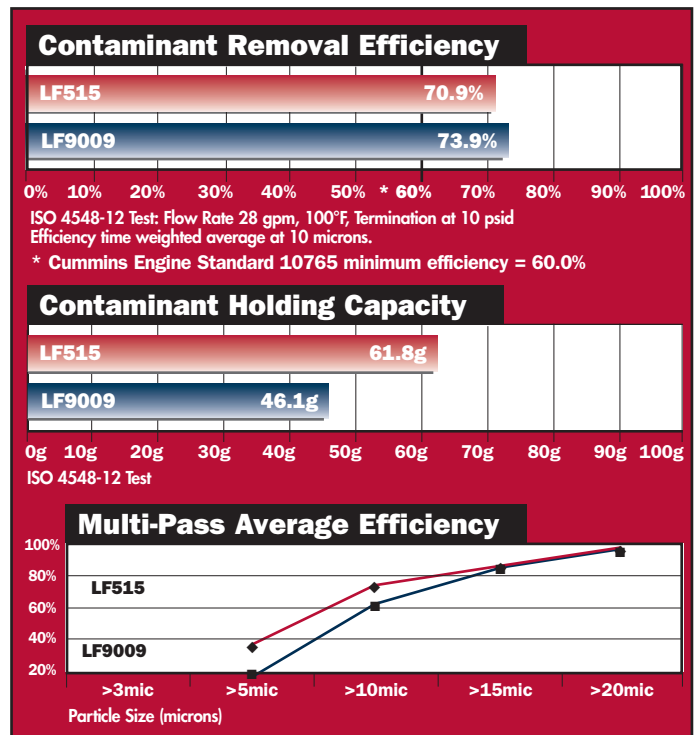 Contaminant Removal Efficiency
LF515 70.9%
LF9009 73.9%
0% 10% 20% 30% 40% 50% * 60% 70% 80% 90% 100%
ISO 4548-12 Test: Flow Rate 28 gpm, 100°F, Termination at 10 psid
Efficiency time weighted average at 10 microns.
* Cummins Engine Standard 10765 minimum efficiency = 60.0%
Contaminant Holding Capacity
LF515 61.8g
LF9009 46.1g
0g 10g 20g 30g 40g 50g 60g 70g 80g 90g 100g
ISO 4548-12 Test
Multi-Pass Average Efficiency
100%
80%
LF515
60%
40%
LF9009
20%
>3mic >5mic >10mic >15mic >20mic
Particle Size (microns)